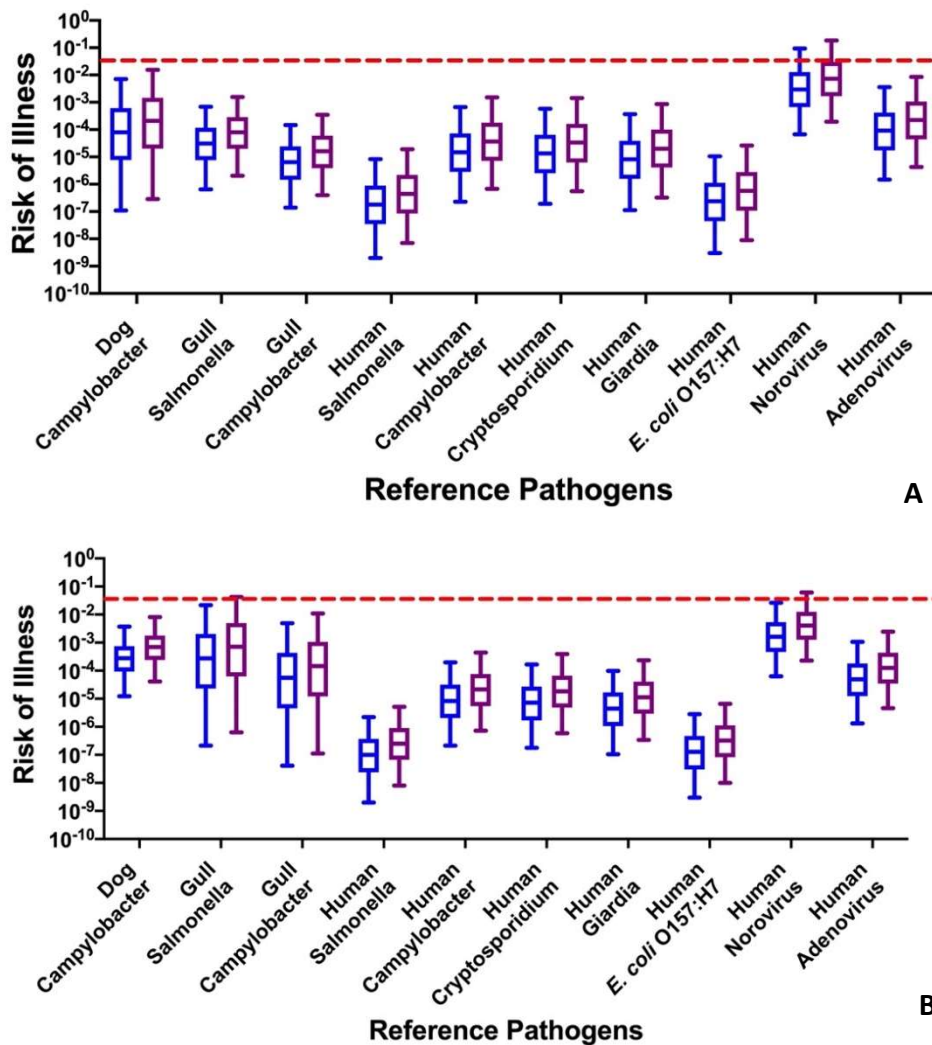 10⁰
10⁻¹
10⁻²
10⁻³
10⁻⁴
10⁻⁵
10⁻⁶
10⁻⁷
10⁻⁸
10⁻⁹
10⁻¹⁰
Risk of Illness
Dog
Campylobacter
Gull
Salmonella
Gull
Campylobacter
Human
Salmonella
Human
Campylobacter
Human
Cryptosporidium
Human
Giardia
Human
E. coli O157:H7
Human
Norovirus
Human
Adenovirus
Reference Pathogens
A
10⁰
10⁻¹
10⁻²
10⁻³
10⁻⁴
10⁻⁵
10⁻⁶
10⁻⁷
10⁻⁸
10⁻⁹
10⁻¹⁰
Risk of Illness
Dog
Campylobacter
Gull
Salmonella
Gull
Campylobacter
Human
Salmonella
Human
Campylobacter
Human
Cryptosporidium
Human
Giardia
Human
E. coli O157:H7
Human
Norovirus
Human
Adenovirus
Reference Pathogens
B